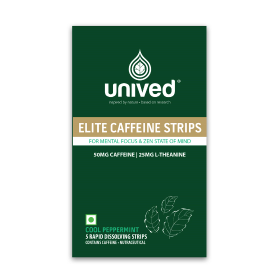 unived®
inspired by nature • based on research
ELITE CAFFEINE STRIPS
FOR MENTAL FOCUS & ZEN STATE OF MIND
50MG CAFFEINE | 25MG L-THEANINE
COOL PEPPERMINT
5 RAPID DISSOLVING STRIPS
CONTAINS CAFFEINE • NUTRACEUTICAL